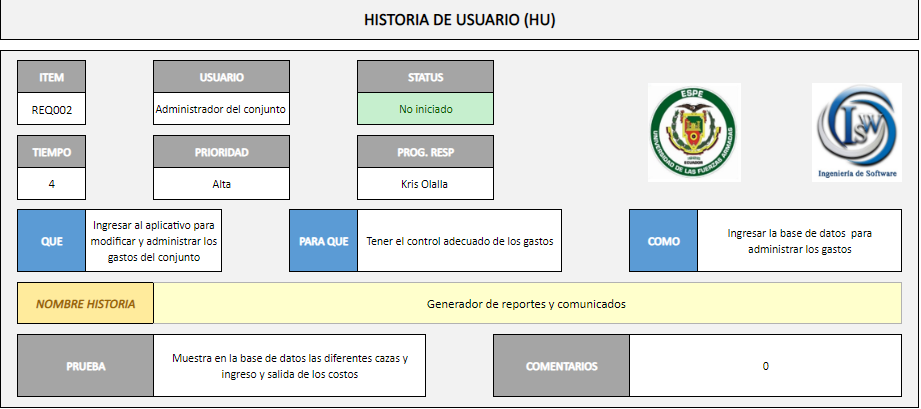 HISTORIA DE USUARIO (HU)
ITEM
USUARIO
STATUS
REQ002
Administrador del conjunto
No iniciado
TIEMPO
PRIORIDAD
PROG. RESP
4
Alta
Kris Olalla
ESPE
UNIVERSIDAD DE LAS FUERZAS ARMADAS
ECUADOR
ISW
Ingeniería de Software
QUE
Ingresar al aplicativo para
modificar y administrar los
gastos del conjunto
PARA QUE
Tener el control adecuado de los gastos
COMO
Ingresar la base de datos para
administrar los gastos
NOMBRE HISTORIA
Generador de reportes y comunicados
PRUEBA
Muestra en la base de datos las diferentes cazas y
ingreso y salida de los costos
COMENTARIOS
0